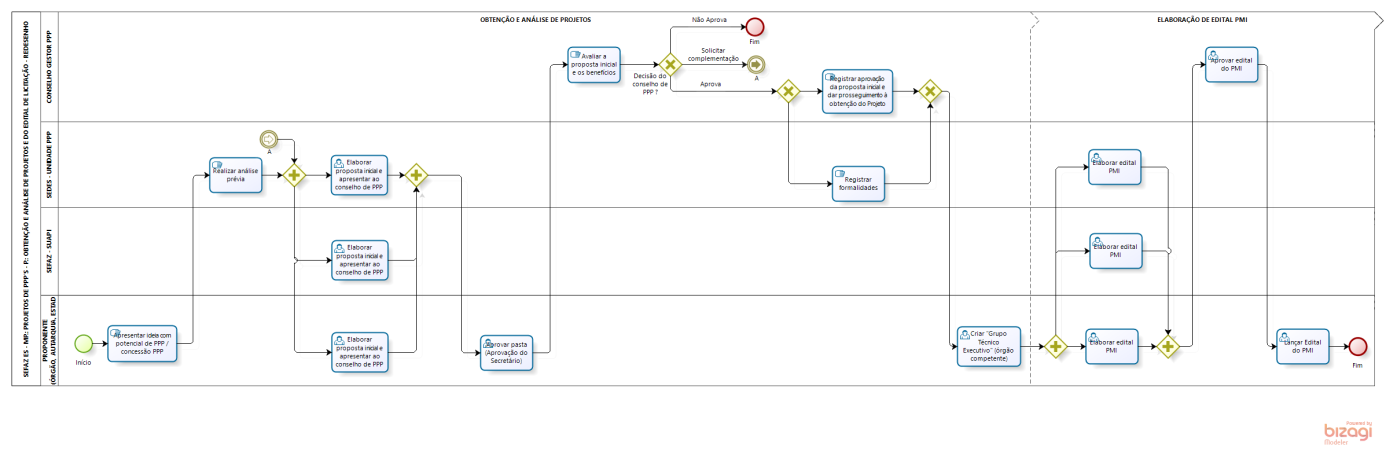 SEFAZ ES - MP.: PROJETOS DE PPP'S - P.: OBTENÇÃO E ANÁLISE DE PROJETOS E DO EDITAL DE LICITAÇÃO - REDESENHO
OBTENÇÃO E ANÁLISE DE PROJETOS
ELABORAÇÃO DE EDITAL PMI
CONSELHO GESTOR PPP
Avaliar a
proposta inicial
e os benefícios
Decisão do
conselho de
PPP ?
Não Aprova
Fim
Solicitar
complementação
A
Aprova
Registrar aprovação
da proposta inicial e
dar prosseguimento à
obtenção do Projeto
Aprovar edital
do PMI
SEDES - UNIDADE PPP
A
Realizar análise
prévia
Elaborar
proposta inicial e
apresentar ao
conselho de PPP
Registrar
formalidades
Elaborar edital
PMI
SEFAZ - SUAPI
Elaborar
proposta inicial e
apresentar ao
conselho de PPP
Elaborar edital
PMI
PROPONENTE
(ÓRGÃO, AUTARQUIA, ESTAD
Início
Apresentar ideia com
potencial de PPP /
concessão PPP
Elaborar
proposta inicial e
apresentar ao
conselho de PPP
Aprovar pasta
(Aprovação do
Secretário)
Criar "Grupo
Técnico
Executivo" (órgão
competente)
Elaborar edital
PMI
Lançar Edital
do PMI
Fim
Powered by
bizagi
Modeler